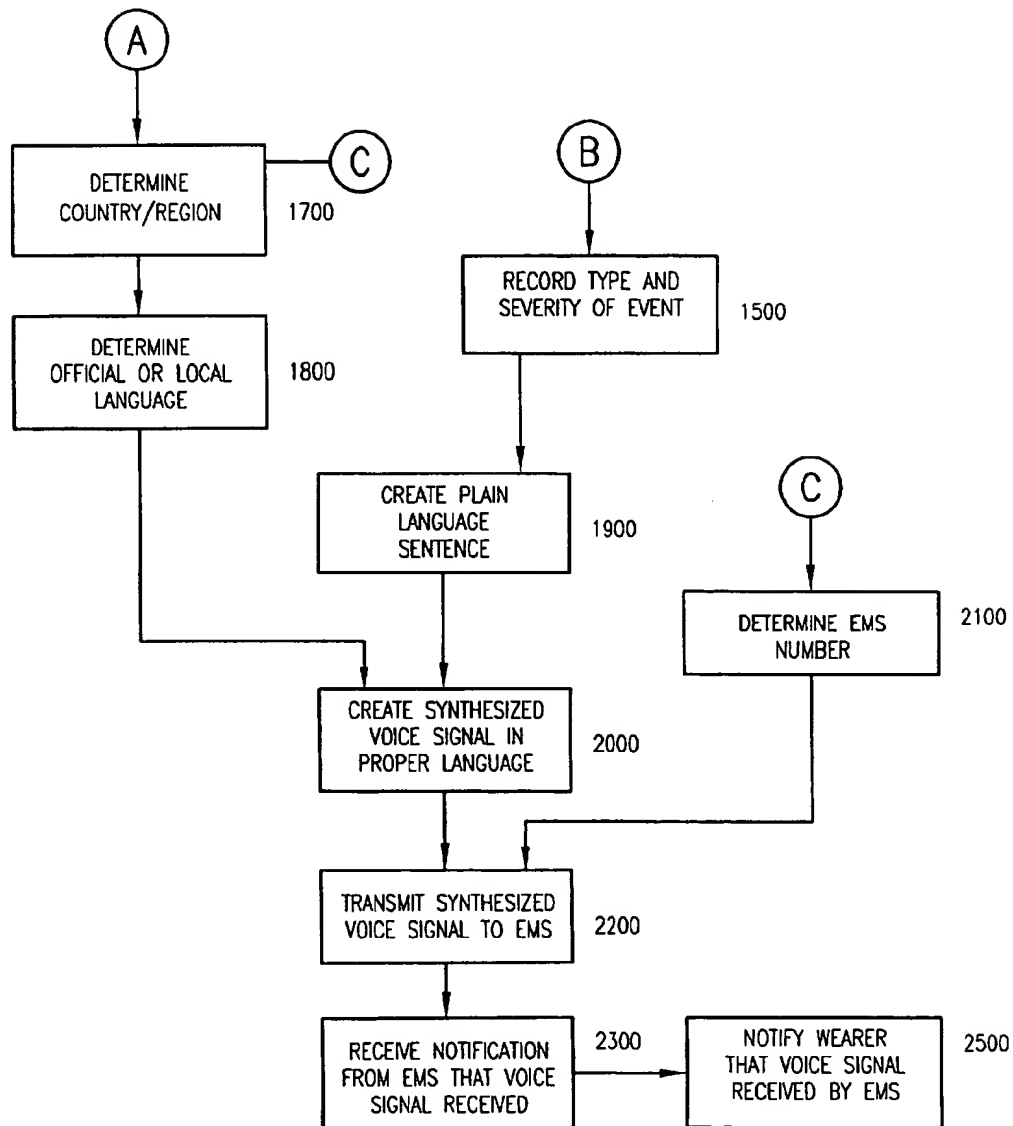 A
DETERMINE
COUNTRY/REGION
1700
C
B
RECORD TYPE AND
SEVERITY OF EVENT
1500
DETERMINE
OFFICIAL OR LOCAL
LANGUAGE
1800
CREATE PLAIN
LANGUAGE
SENTENCE
1900
C
DETERMINE EMS
NUMBER
2100
CREATE SYNTHESIZED
VOICE SIGNAL IN
PROPER LANGUAGE
2000
TRANSMIT SYNTHESIZED
VOICE SIGNAL TO EMS
2200
RECEIVE NOTIFICATION
FROM EMS THAT VOICE
SIGNAL RECEIVED
2300
NOTIFY WEARER
THAT VOICE SIGNAL
RECEIVED BY EMS
2500